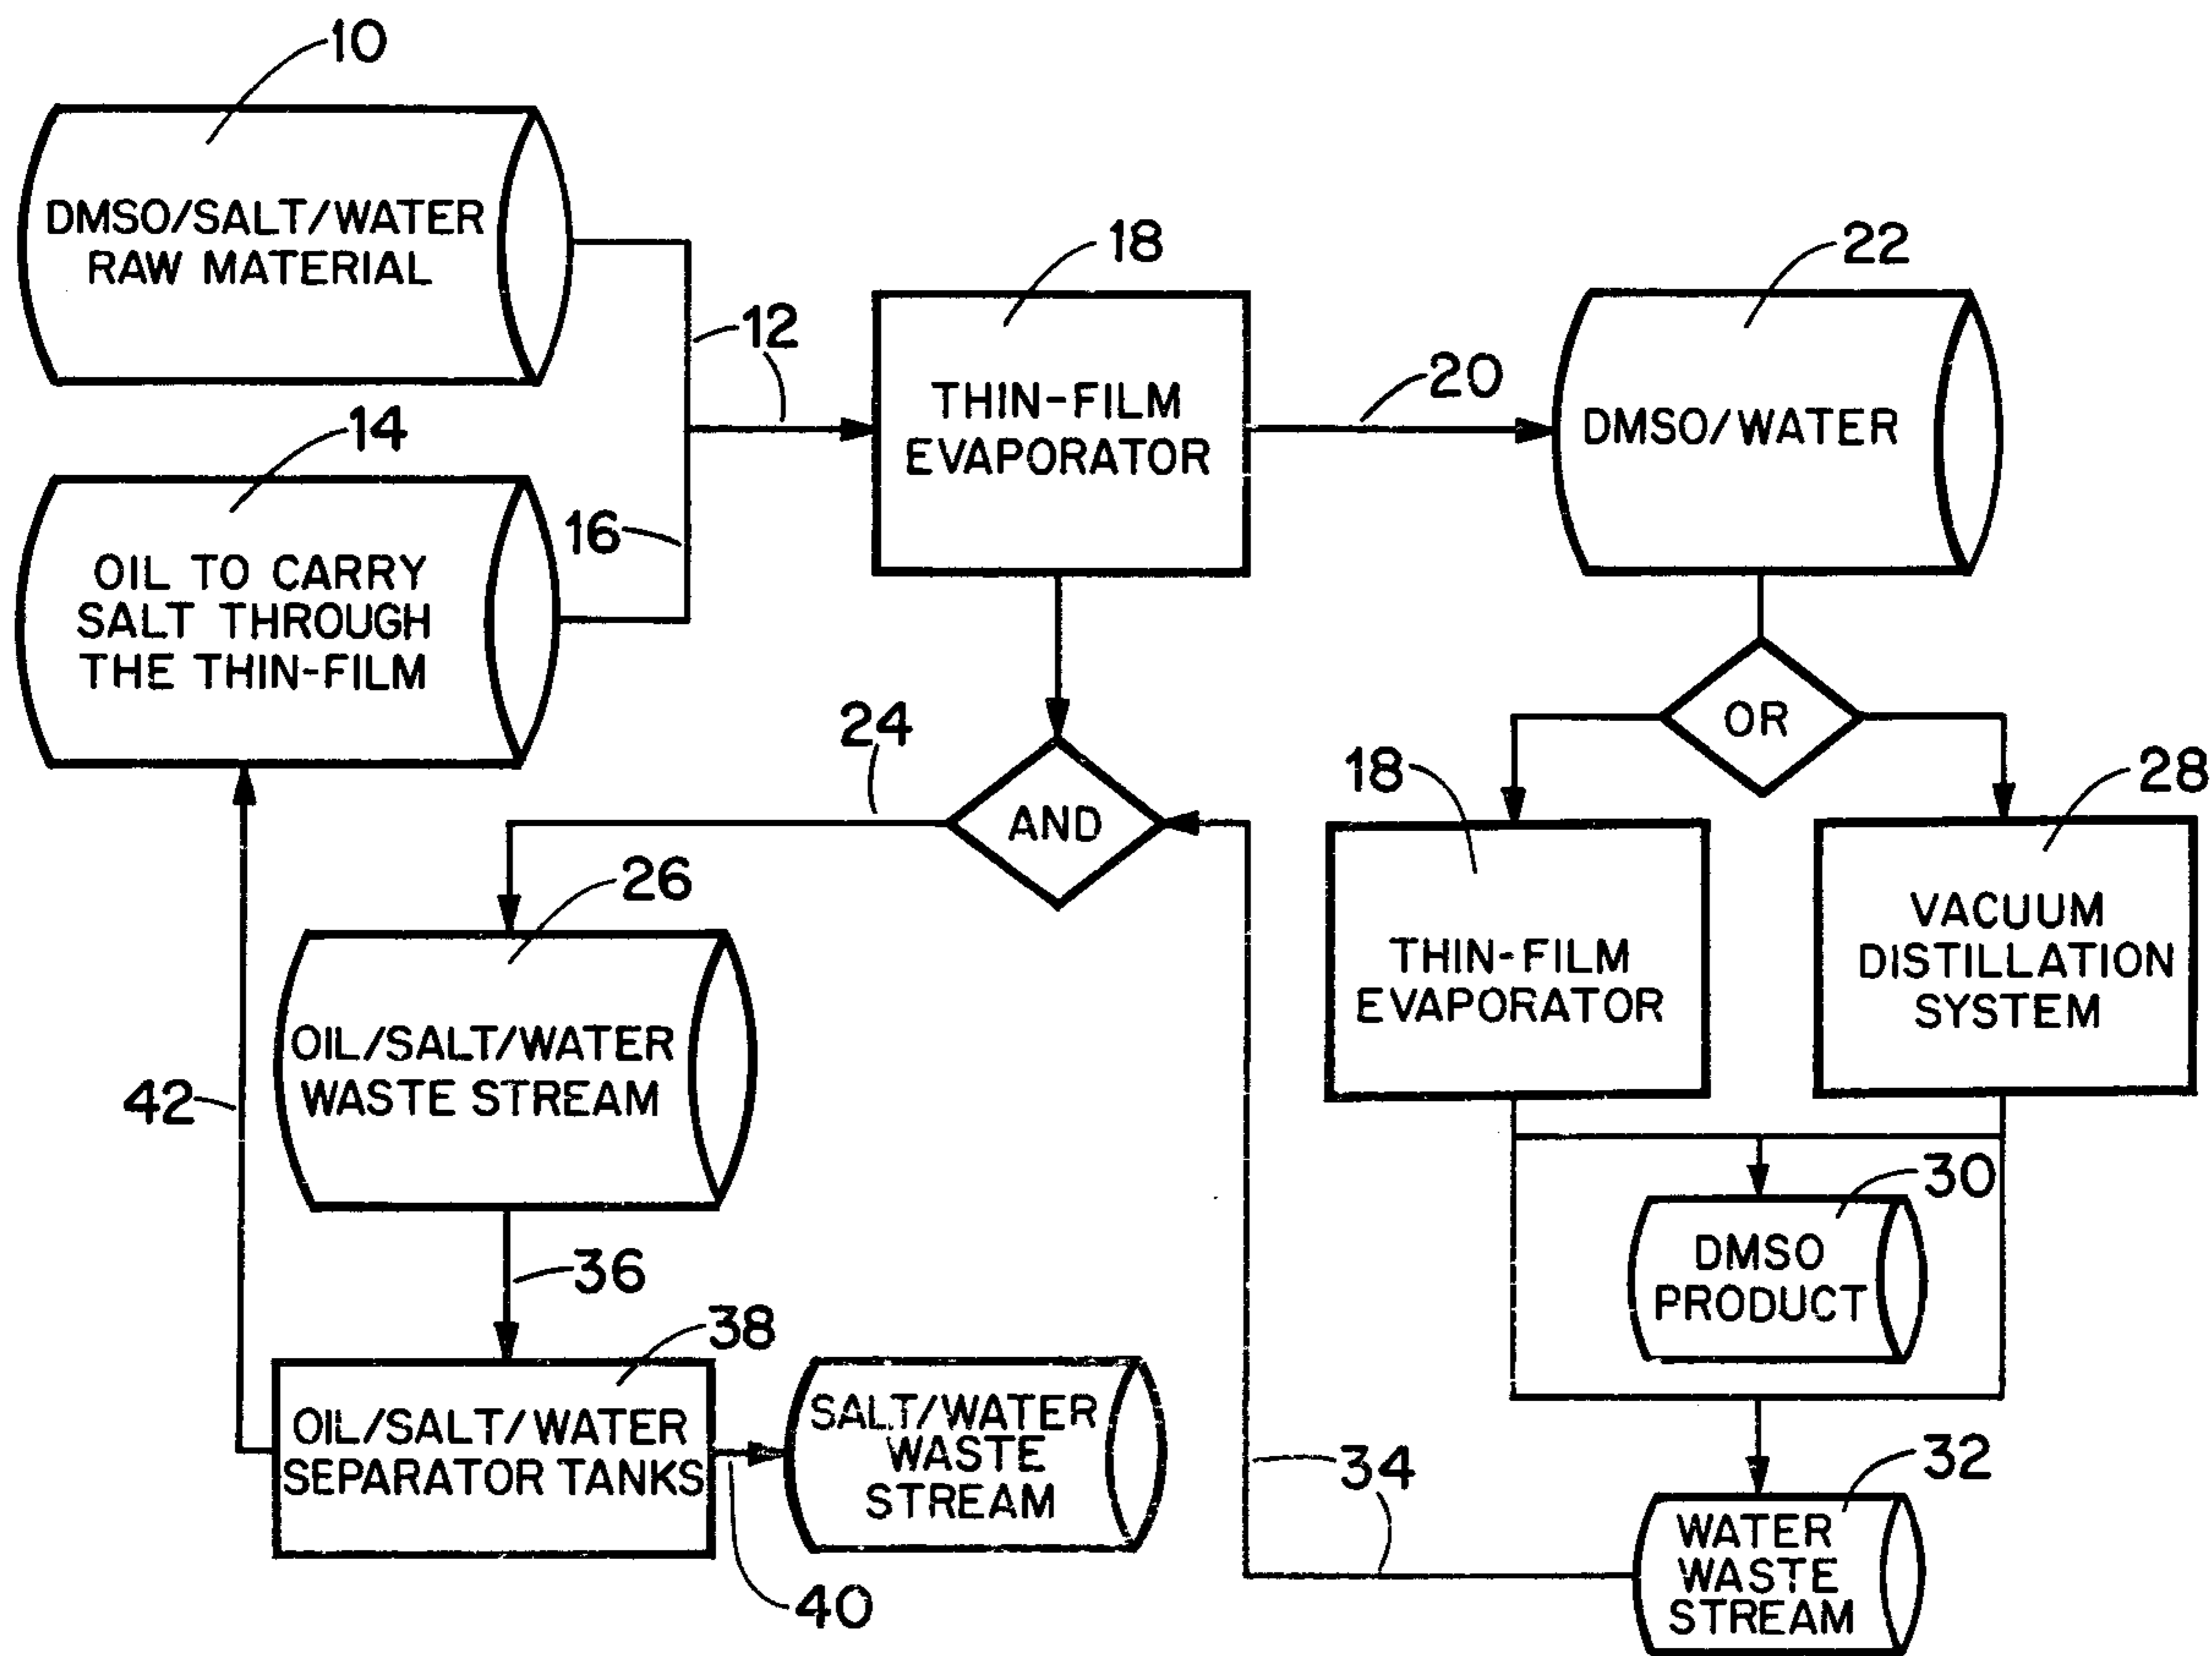 10
DMSO/SALT/WATER
RAW MATERIAL
12
14
OIL TO CARRY
SALT THROUGH
THE THIN-FILM
16
18
THIN-FILM
EVAPORATOR
20
22
DMSO/WATER
OR
18
THIN-FILM
EVAPORATOR
28
VACUUM
DISTILLATION
SYSTEM
24
AND
26
OIL/SALT/WATER
WASTE STREAM
42
36
38
OIL/SALT/WATER
SEPARATOR TANKS
40
SALT/WATER
WASTE
STREAM
30
DMSO
PRODUCT
34
32
WATER
WASTE
STREAM